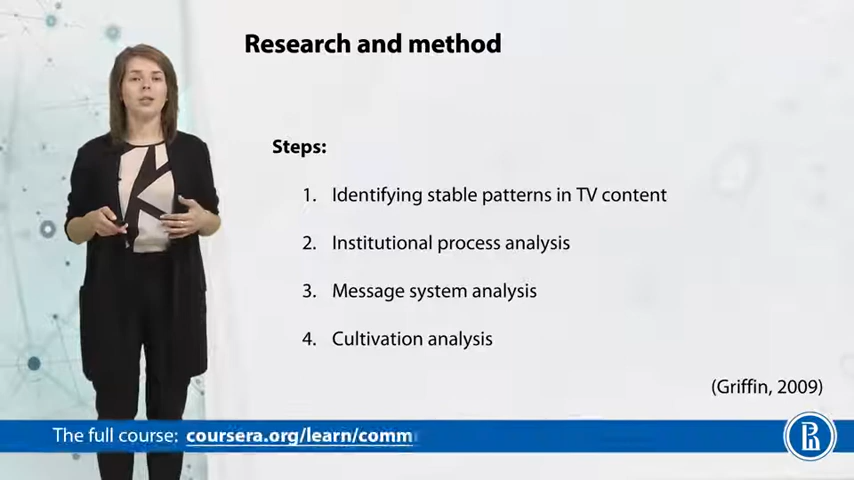 Research and method
Steps:
1. Identifying stable patterns in TV content
2. Institutional process analysis
3. Message system analysis
4. Cultivation analysis
(Griffin, 2009)
The full course: coursera.org/learn/comm